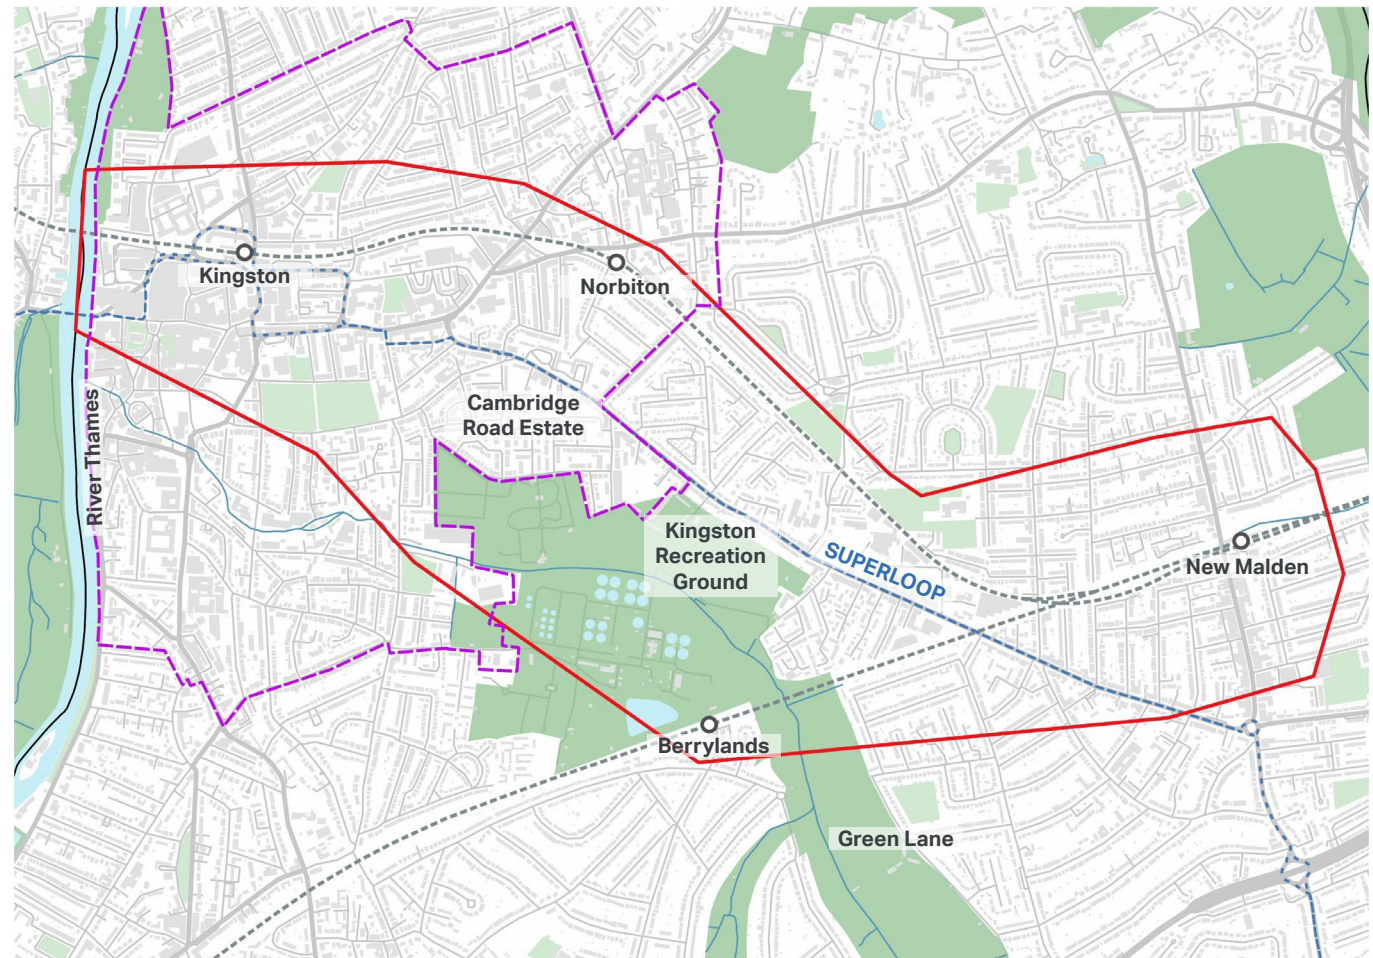 Kingston
Norbiton
Cambridge
Road Estate
River Thames
Kingston
Recreation
Ground
SUPERLOOP
New Malden
Berrylands
Green Lane